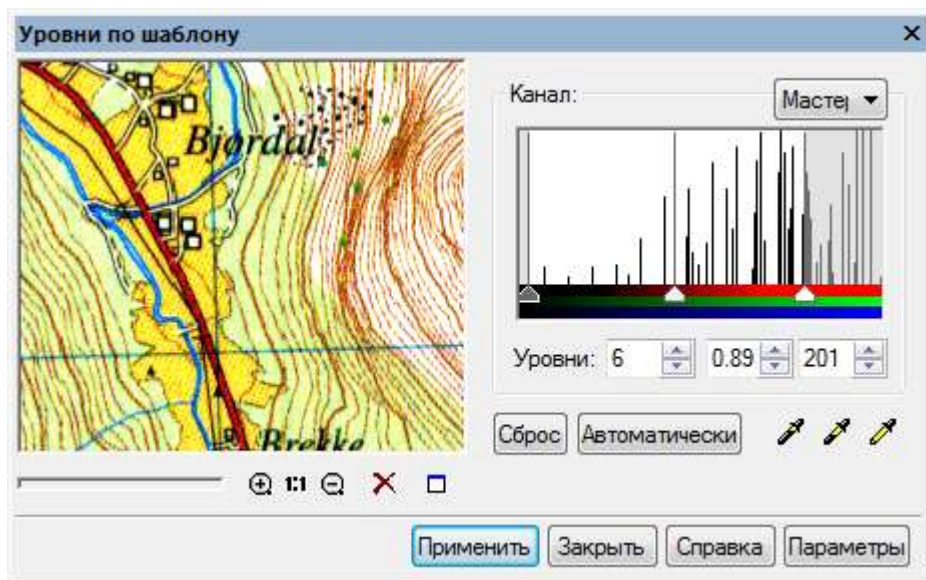 Уровни по шаблону
Bjørdal
Brekke
1:1
Канал:
Мастер
Уровни: 6 0.89 201
Сброс Автоматически
Применить Закрыть Справка Параметры